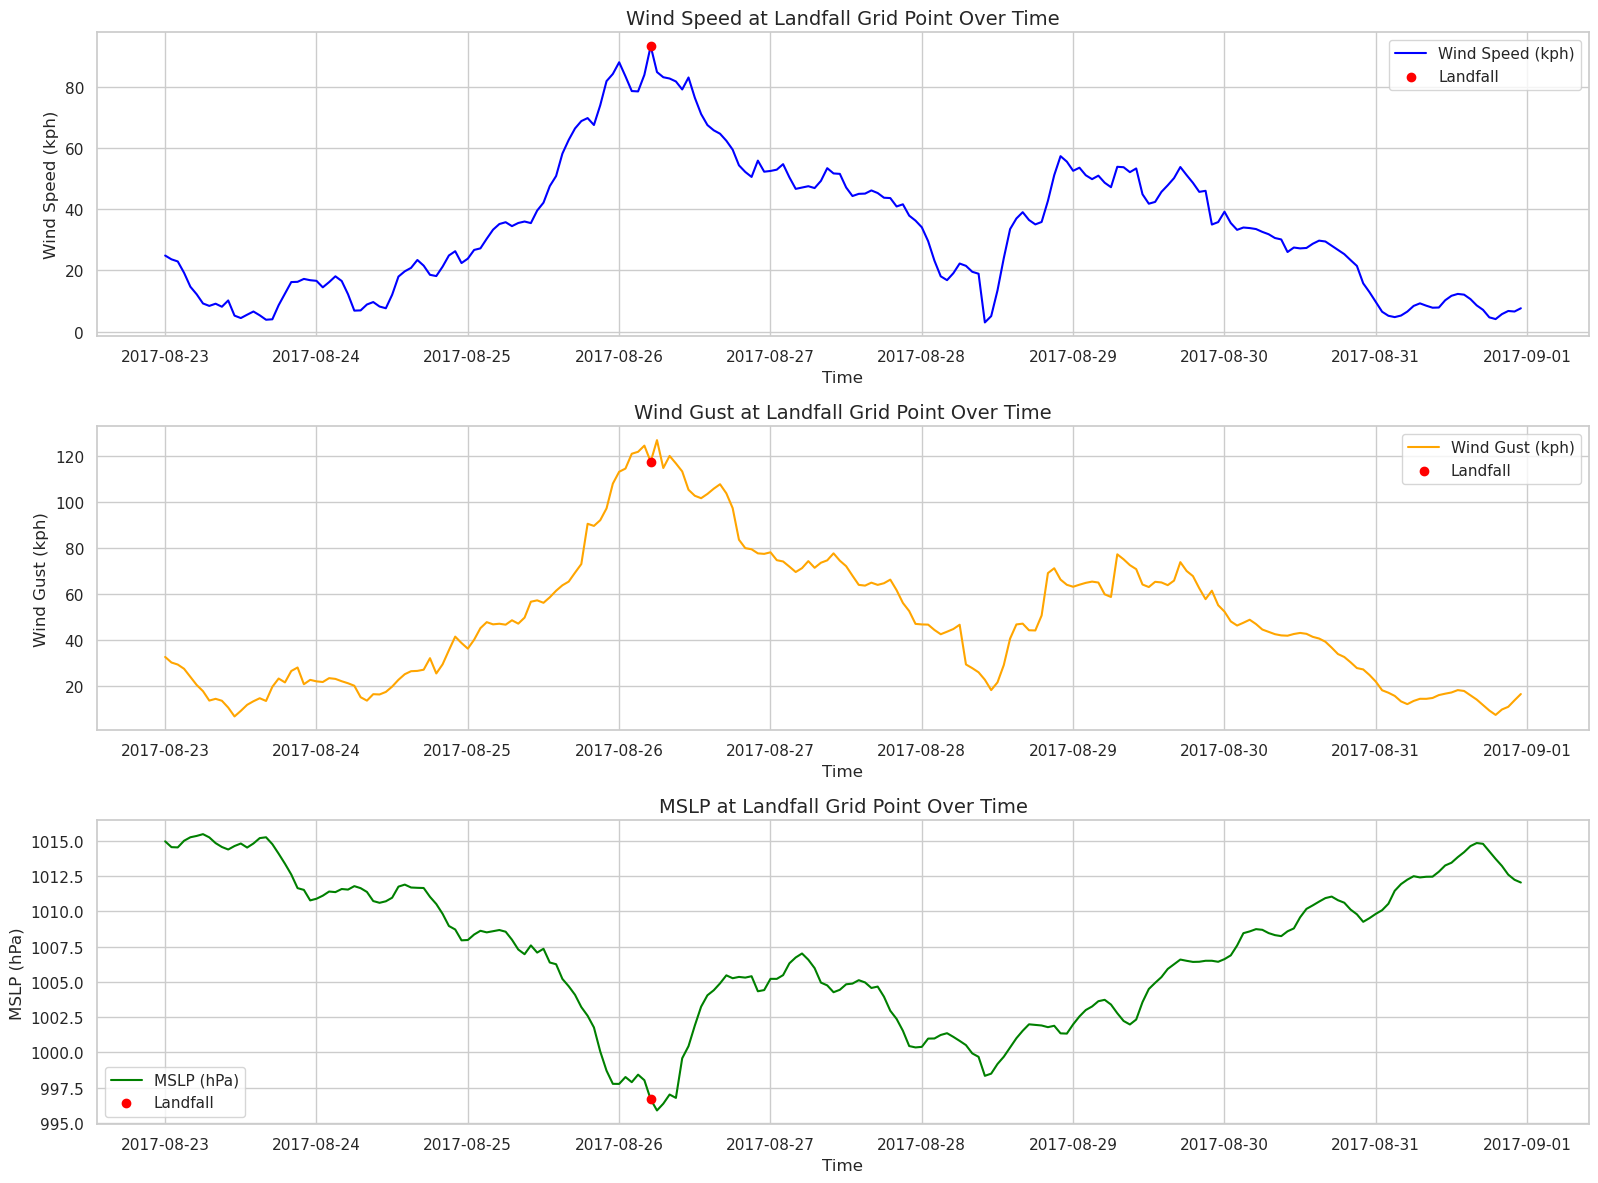 Wind Speed at Landfall Grid Point Over Time
Wind Speed (kph)
80
60
40
20
0
Wind Speed (kph)
Landfall
2017-08-23 2017-08-24 2017-08-25 2017-08-26 2017-08-27 2017-08-28 2017-08-29 2017-08-30 2017-08-31 2017-09-01
Time
Wind Gust at Landfall Grid Point Over Time
Wind Gust (kph)
120
100
80
60
40
20
Wind Gust (kph)
Landfall
2017-08-23 2017-08-24 2017-08-25 2017-08-26 2017-08-27 2017-08-28 2017-08-29 2017-08-30 2017-08-31 2017-09-01
Time
MSLP at Landfall Grid Point Over Time
MSLP (hPa)
1015.0
1012.5
1010.0
1007.5
1005.0
1002.5
1000.0
997.5
995.0
MSLP (hPa)
Landfall
2017-08-23 2017-08-24 2017-08-25 2017-08-26 2017-08-27 2017-08-28 2017-08-29 2017-08-30 2017-08-31 2017-09-01
Time